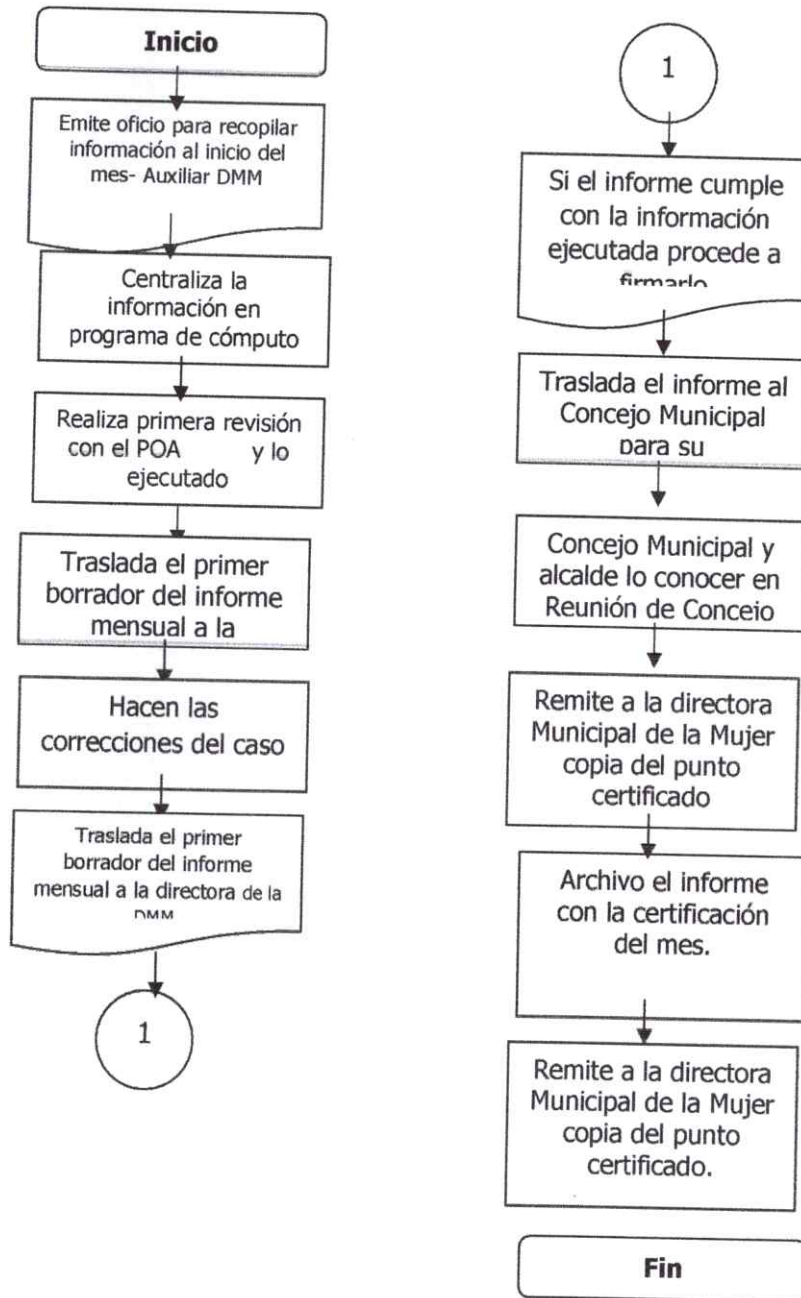 Inicio
Emite oficio para recopilar
información al inicio del
mes- Auxiliar DMM
Centraliza la
información en
programa de cómputo
Realiza primera revisión
con el POA y lo
ejecutado
Traslada el primer
borrador del informe
mensual a la
Hacen las
correcciones del caso
Traslada el primer
borrador del informe
mensual a la directora de la
DMM
1
1
Si el informe cumple
con la información
ejecutada procede a
firmarlo
Traslada el informe al
Concejo Municipal
para su
Concejo Municipal y
alcalde lo conocer en
Reunión de Concejo
Remite a la directora
Municipal de la Mujer
copia del punto
certificado
Archivo el informe
con la certificación
del mes.
Remite a la directora
Municipal de la Mujer
copia del punto
certificado.
Fin